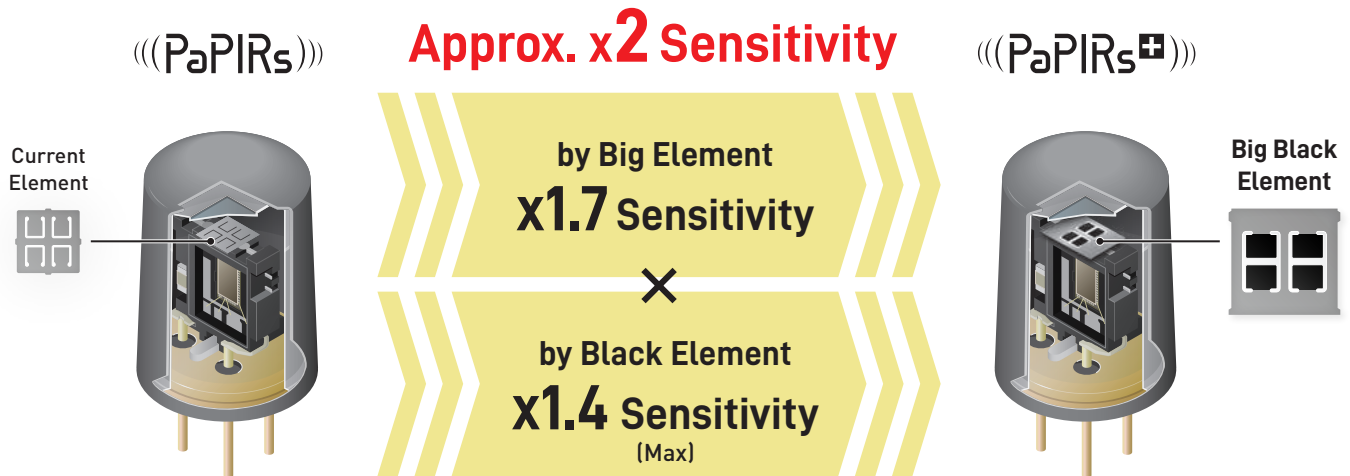 Approx. x2 Sensitivity
(((PaPIRs)))
(((PaPIRs+)))
Current
Element
by Big Element
x1.7 Sensitivity
×
by Black Element
x1.4 Sensitivity
(Max)
Big Black
Element